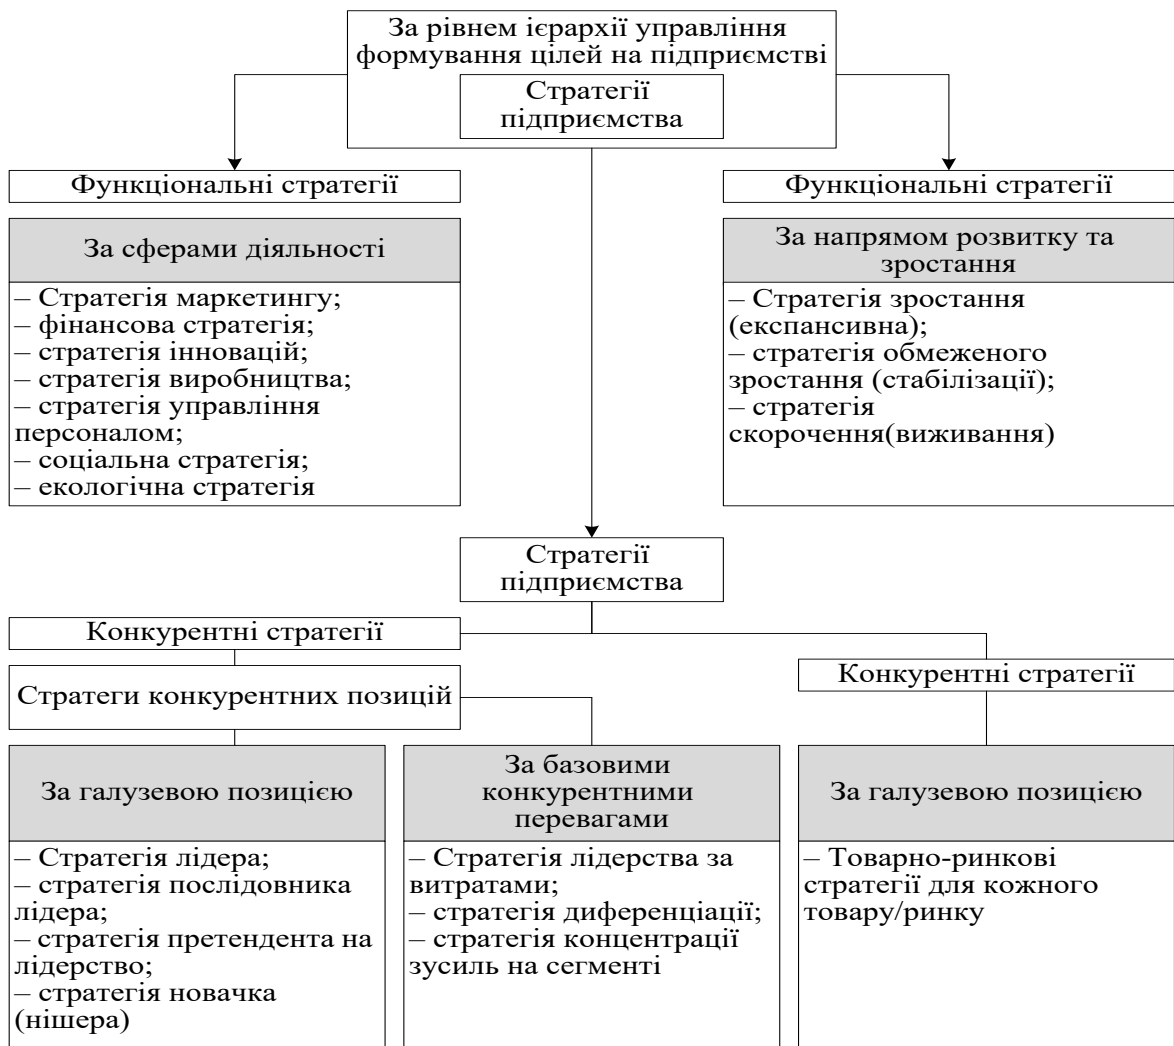 За рівнем ієрархії управління
формування цілей на підприємстві
Стратегії
підприємства
Функціональні стратегії
За сферами діяльності
– Стратегія маркетингу;
– фінансова стратегія;
– стратегія інновацій;
– стратегія виробництва;
– стратегія управління
персоналом;
– соціальна стратегія;
– екологічна стратегія
Функціональні стратегії
За напрямом розвитку та
зростання
– Стратегія зростання
(експансивна);
– стратегія обмеженого
зростання (стабілізації);
– стратегія
скорочення(виживання)
Стратегії
підприємства
Конкурентні стратегії
Стратеги конкурентних позицій
За галузевою позицією
– Стратегія лідера;
– стратегія послідовника
лідера;
– стратегія претендента на
лідерство;
– стратегія новачка
(нішера)
За базовими
конкурентними
перевагами
– Стратегія лідерства за
витратами;
– стратегія диференціації;
– стратегія концентрації
зусиль на сегменті
Конкурентні стратегії
За галузевою позицією
– Товарно-ринкові
стратегії для кожного
товару/ринку